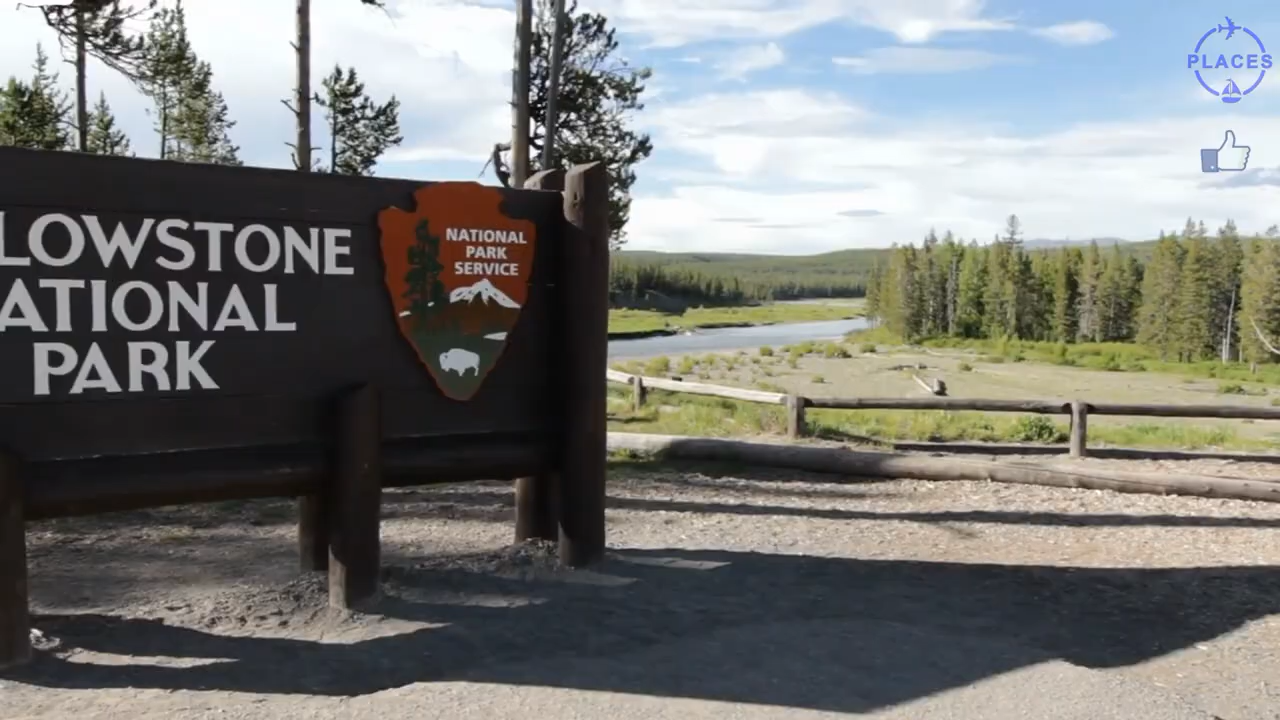 LOWSTONE
ATIONAL
PARK
NATIONAL
PARK
SERVICE
PLACES